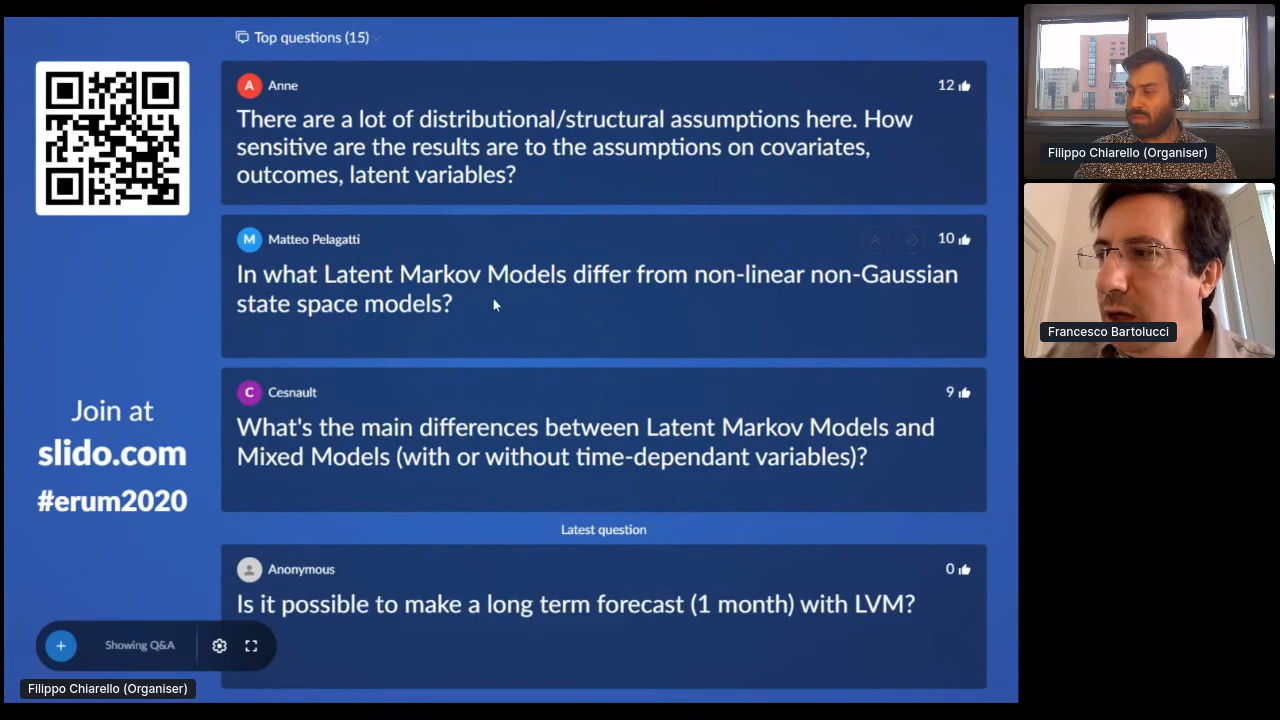 Top questions (15)
A Anne
12
There are a lot of distributional/structural assumptions here. How
sensitive are the results are to the assumptions on covariates,
outcomes, latent variables?
M Matteo Pelagatti
10
In what Latent Markov Models differ from non-linear non-Gaussian
state space models?
C Cesnault
9
What's the main differences between Latent Markov Models and
Mixed Models (with or without time-dependant variables)?
Latest question
Anonymous
0
Is it possible to make a long term forecast (1 month) with LVM?
Join at
slido.com
#erum2020
Showing Q&A
Filippo Chiarello (Organiser)
Filippo Chiarello (Organiser)
Francesco Bartolucci